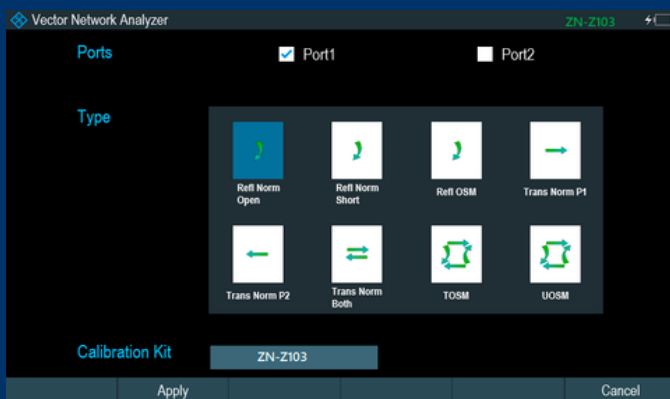 Vector Network Analyzer
ZN-Z103
Ports
Port1
Port2
Type
Refl Norm
Open
Refl Norm
Short
Refl OSM
Trans Norm P1
Trans Norm P2
Trans Norm
Both
TOSM
UOSM
Calibration Kit
ZN-Z103
Apply
Cancel